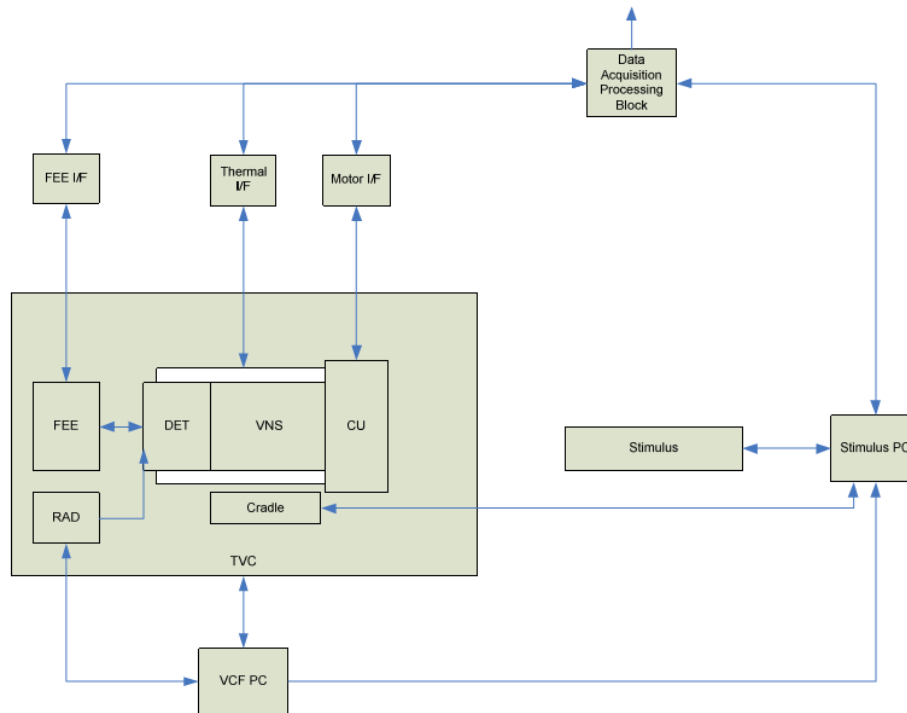 Data
Acquisition
Processing
Block
FEE I/F
Thermal
I/F
Motor I/F
FEE
DET
VNS
CU
Stimulus
Stimulus PC
RAD
Cradle
TVC
VCF PC